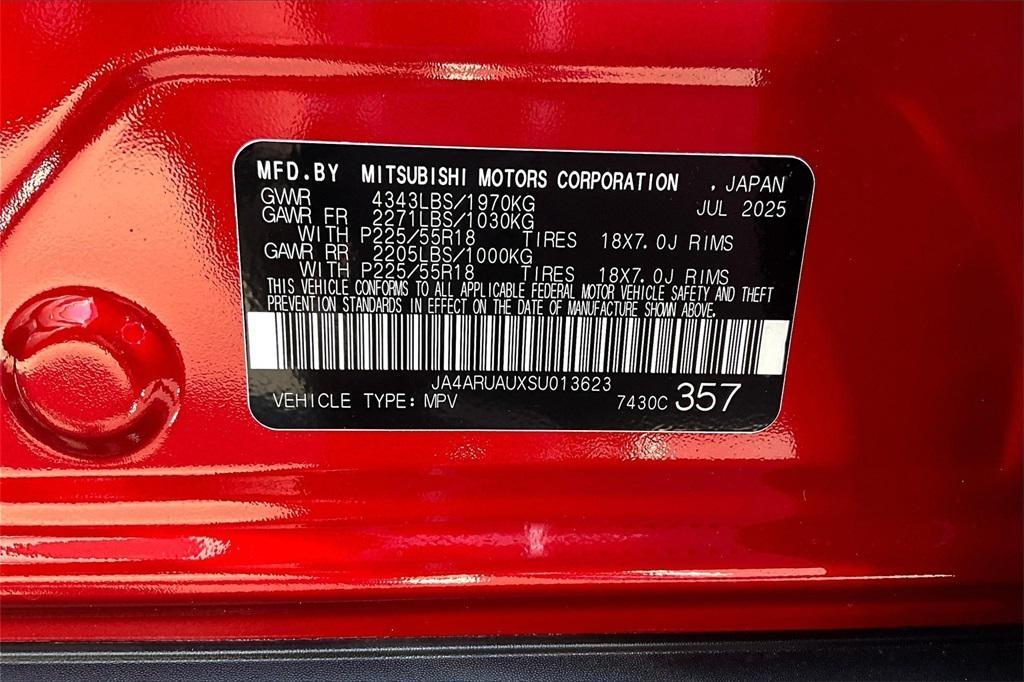 MFD.BY MITSUBISHI MOTORS CORPORATION , JAPAN
GVWR 4343LBS/1970KG JUL 2025
GAWR FR 2271LBS/1030KG
WITH P225/55R18 TIRES 18X7.0J RIMS
GAWR RR 2205LBS/1000KG
WITH P225/55R18 TIRES 18X7.0J RIMS
THIS VEHICLE CONFORMS TO ALL APPLICABLE FEDERAL MOTOR VEHICLE SAFETY AND THEFT
PREVENTION STANDARDS IN EFFECT ON THE DATE OF MANUFACTURE SHOWN ABOVE.
JA4ARUAUXSU013623
VEHICLE TYPE: MPV 7430C 357